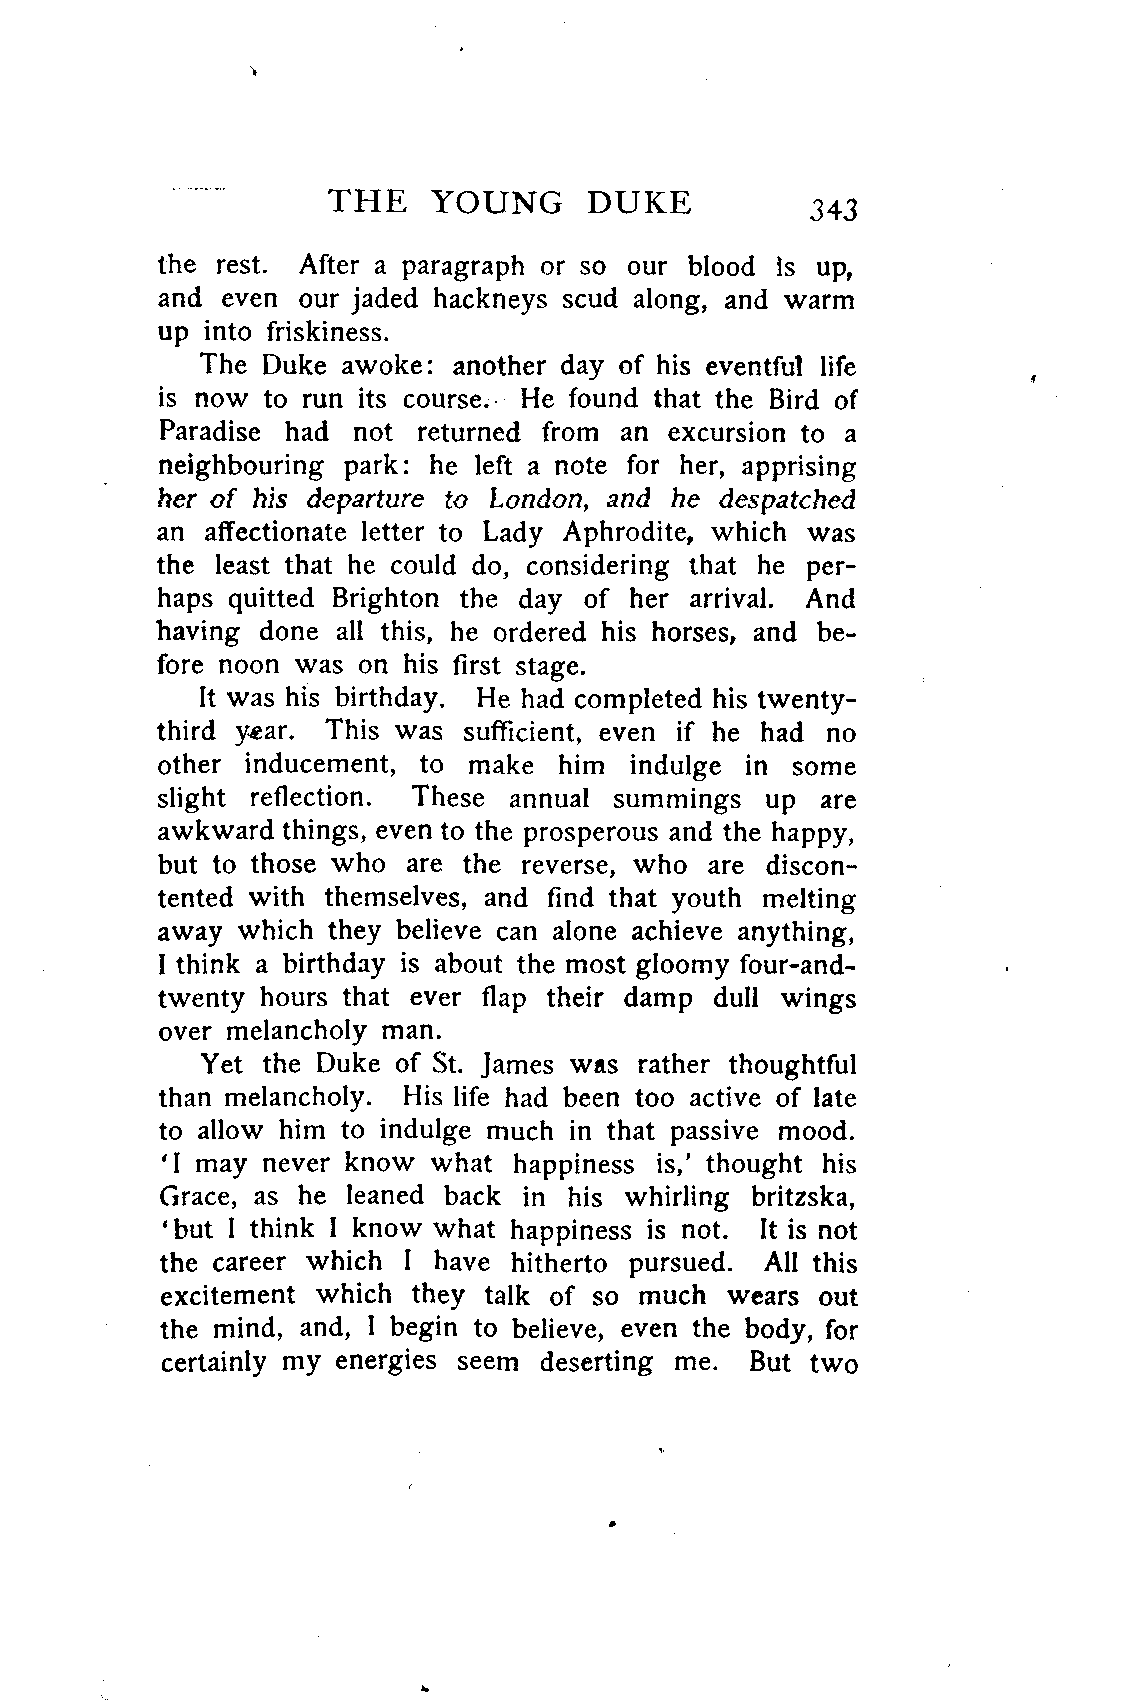 THE YOUNG DUKE 343
the rest. After a paragraph or so our blood is up,
and even our jaded hackneys scud along, and warm
up into friskiness.
The Duke awoke: another day of his eventful life
is now to run its course. He found that the Bird of
Paradise had not returned from an excursion to a
neighbouring park: he left a note for her, apprising
her of his departure to London, and he despatched
an affectionate letter to Lady Aphrodite, which was
the least that he could do, considering that he per-
haps quitted Brighton the day of her arrival. And
having done all this, he ordered his horses, and be-
fore noon was on his first stage.
It was his birthday. He had completed his twenty-
third year. This was sufficient, even if he had no
other inducement, to make him indulge in some
slight reflection. These annual summings up are
awkward things, even to the prosperous and the happy,
but to those who are the reverse, who are discon-
tented with themselves, and find that youth melting
away which they believe can alone achieve anything,
I think a birthday is about the most gloomy four-and-
twenty hours that ever flap their damp dull wings
over melancholy man.
Yet the Duke of St. James was rather thoughtful
than melancholy. His life had been too active of late
to allow him to indulge much in that passive mood.
'I may never know what happiness is,' thought his
Grace, as he leaned back in his whirling britzska,
'but I think I know what happiness is not. It is not
the career which I have hitherto pursued. All this
excitement which they talk of so much wears out
the mind, and, I begin to believe, even the body, for
certainly my energies seem deserting me. But two